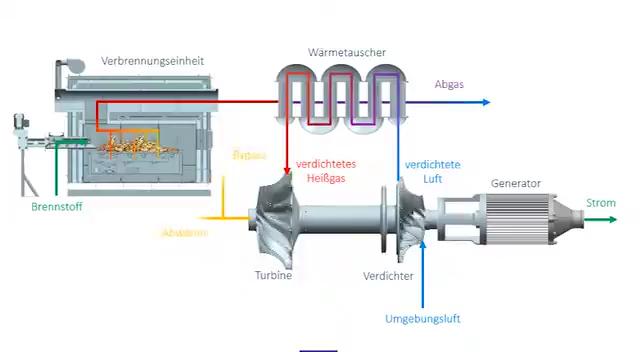 Verbrennungseinheit
Wärmetauscher
Abgas
Bypass
verdichtetes
Heißgas
verdichtete
Luft
Generator
Brennstoff
Strom
Abwärme
Turbine
Verdichter
Umgebungsluft